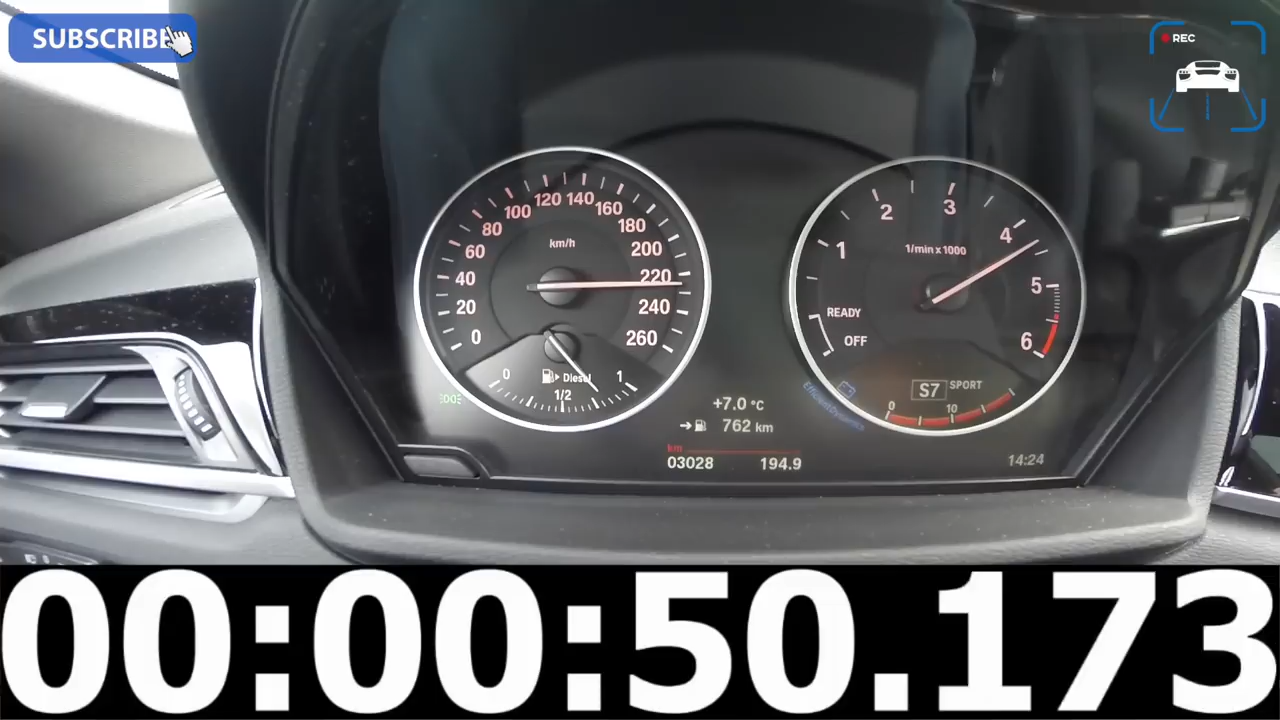 SUBSCRIBE
REC
0
20
40
60
80
100
120
140
160
180
200
220
240
260
km/h
0
1/2
1
Diesel
1
2
3
4
5
6
1/min x 1000
READY
OFF
S7 SPORT
0
10
EfficientDynamics
+7.0 °C
762 km
km
03028 194.9
14:24
00:00:50.173